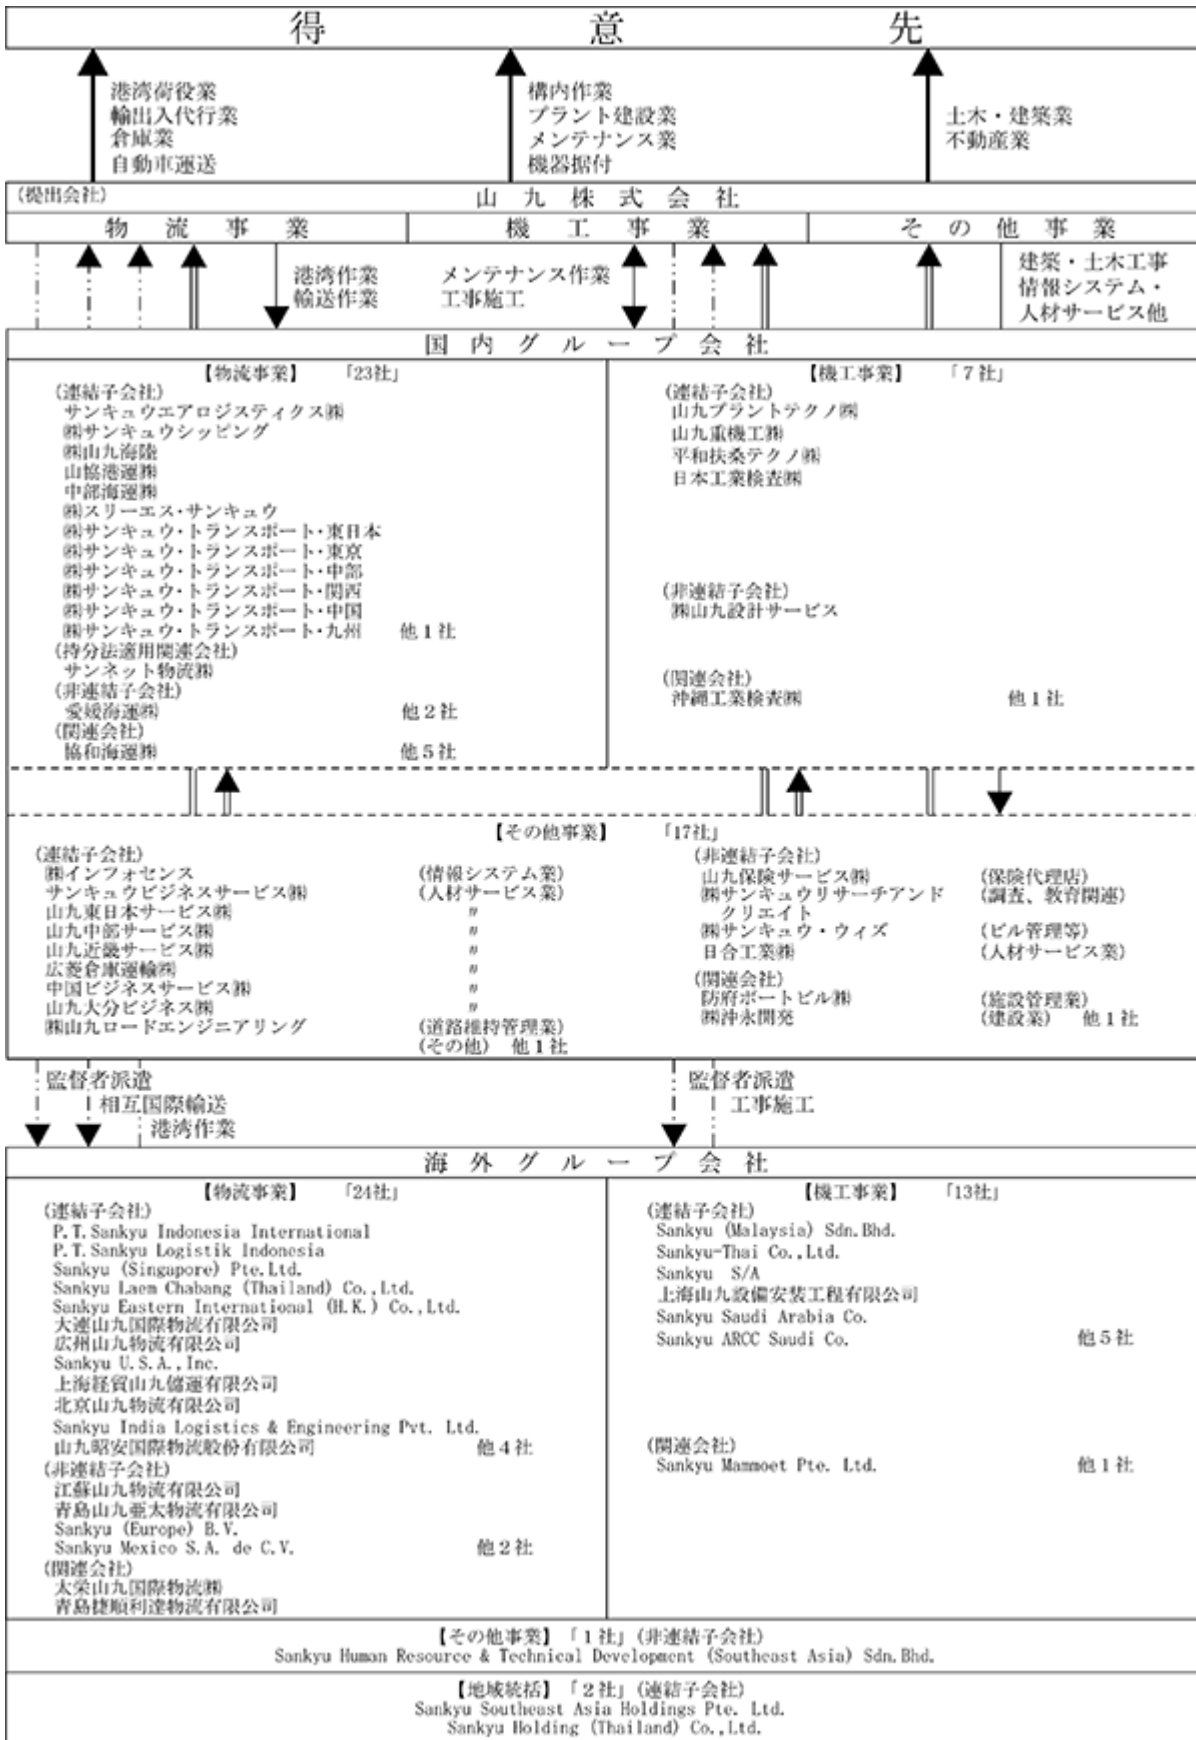 得意先
港湾荷役業
輸出入代行業
倉庫業
自動車運送
構内作業
プラント建設業
メンテナンス業
機器据付
土木・建築業
不動産業
(提出会社)
山九株式会社
物流事業
機工事業
その他事業
港湾作業
輸送作業
メンテナンス作業
工事施工
建築・土木工事
情報システム・
人材サービス他
国内グループ会社
【物流事業】 「23社」
(連結子会社)
サンキュウエアロジスティクス㈱
㈱サンキュウシッピング
㈱山九海陸
山協港運㈱
中部海運㈱
㈱スリーエス・サンキュウ
㈱サンキュウ・トランスポート・東日本
㈱サンキュウ・トランスポート・東京
㈱サンキュウ・トランスポート・中部
㈱サンキュウ・トランスポート・関西
㈱サンキュウ・トランスポート・中国
㈱サンキュウ・トランスポート・九州 他1社
(持分法適用関連会社)
サンネット物流㈱
(非連結子会社)
愛媛海運㈱ 他2社
(関連会社)
協和海運㈱ 他5社
【機工事業】 「7社」
(連結子会社)
山九プラントテクノ㈱
山九重機工㈱
平和扶桑テクノ㈱
日本工業検査㈱
(非連結子会社)
㈱山九設計サービス
(関連会社)
沖縄工業検査㈱ 他1社
【その他事業】 「17社」
(連結子会社)
㈱インフォセンス (情報システム業)
サンキュウビジネスサービス㈱ (人材サービス業)
山九東日本サービス㈱ 〃
山九中部サービス㈱ 〃
山九近畿サービス㈱ 〃
広菱倉庫運輸㈱ 〃
中国ビジネスサービス㈱ 〃
山九大分ビジネス㈱ 〃
㈱山九ロードエンジニアリング (道路維持管理業)
(その他) 他1社
(非連結子会社)
山九保険サービス㈱ (保険代理店)
㈱サンキュウリサーチアンド (調査、教育関連)
クリエイト
㈱サンキュウ・ウィズ (ビル管理等)
日合工業㈱ (人材サービス業)
(関連会社)
防府ポートビル㈱ (施設管理業)
㈱沖永開発 (建設業) 他1社
監督者派遣
相互国際輸送
港湾作業
監督者派遣
工事施工
海外グループ会社
【物流事業】 「24社」
(連結子会社)
P.T.Sankyu Indonesia International
P.T.Sankyu Logistik Indonesia
Sankyu (Singapore) Pte.Ltd.
Sankyu Laem Chabang (Thailand) Co.,Ltd.
Sankyu Eastern International (H.K.) Co.,Ltd.
大連山九国際物流有限公司
広州山九物流有限公司
Sankyu U.S.A.,Inc.
上海経貿山九儲運有限公司
北京山九物流有限公司
Sankyu India Logistics & Engineering Pvt. Ltd.
山九昭安国際物流股份有限公司 他4社
(非連結子会社)
江蘇山九物流有限公司
青島山九亜太物流有限公司
Sankyu (Europe) B.V.
Sankyu Mexico S.A. de C.V. 他2社
(関連会社)
太栄山九国際物流㈱
青島捷順利達物流有限公司
【機工事業】 「13社」
(連結子会社)
Sankyu (Malaysia) Sdn.Bhd.
Sankyu-Thai Co.,Ltd.
Sankyu S/A
上海山九設備安装工程有限公司
Sankyu Saudi Arabia Co.
Sankyu ARCC Saudi Co. 他5社
(関連会社)
Sankyu Mammoet Pte. Ltd. 他1社
【その他事業】「1社」(非連結子会社)
Sankyu Human Resource & Technical Development (Southeast Asia) Sdn.Bhd.
【地域統括】「2社」(連結子会社)
Sankyu Southeast Asia Holdings Pte. Ltd.
Sankyu Holding (Thailand) Co.,Ltd.